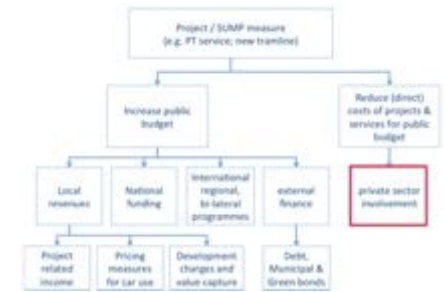 Project / SUMP measure
(e.g. PT service; new tramline)
Increase public
budget
Reduce (direct)
costs of projects &
services for public
budget
Local
revenues
National
funding
International
regional,
bi-lateral
programmes
external
finance
private sector
involvement
Project
related
income
Pricing
measures
for car use
Development
charges and
value capture
Debt,
Municipal &
Green bonds